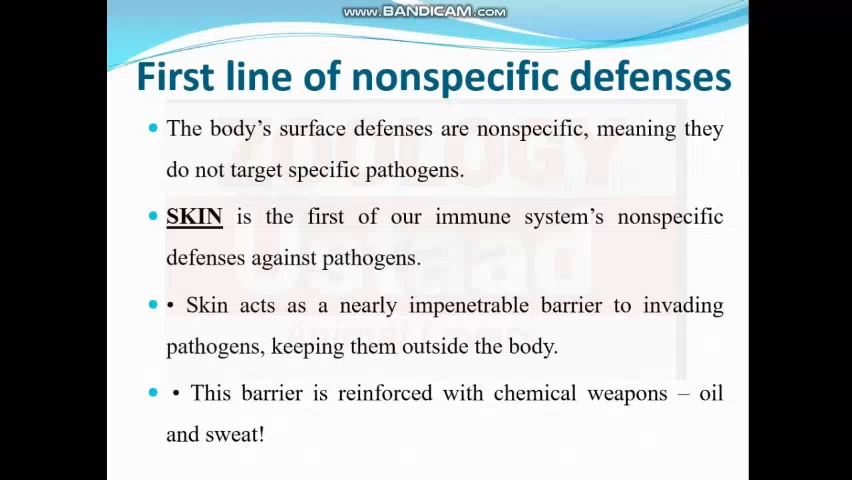 www.BANDICAM.com
First line of nonspecific defenses
• The body's surface defenses are nonspecific, meaning they
do not target specific pathogens.
• SKIN is the first of our immune system's nonspecific
defenses against pathogens.
• • Skin acts as a nearly impenetrable barrier to invading
pathogens, keeping them outside the body.
• • This barrier is reinforced with chemical weapons – oil
and sweat!
ZOOLOGY
Ustaad